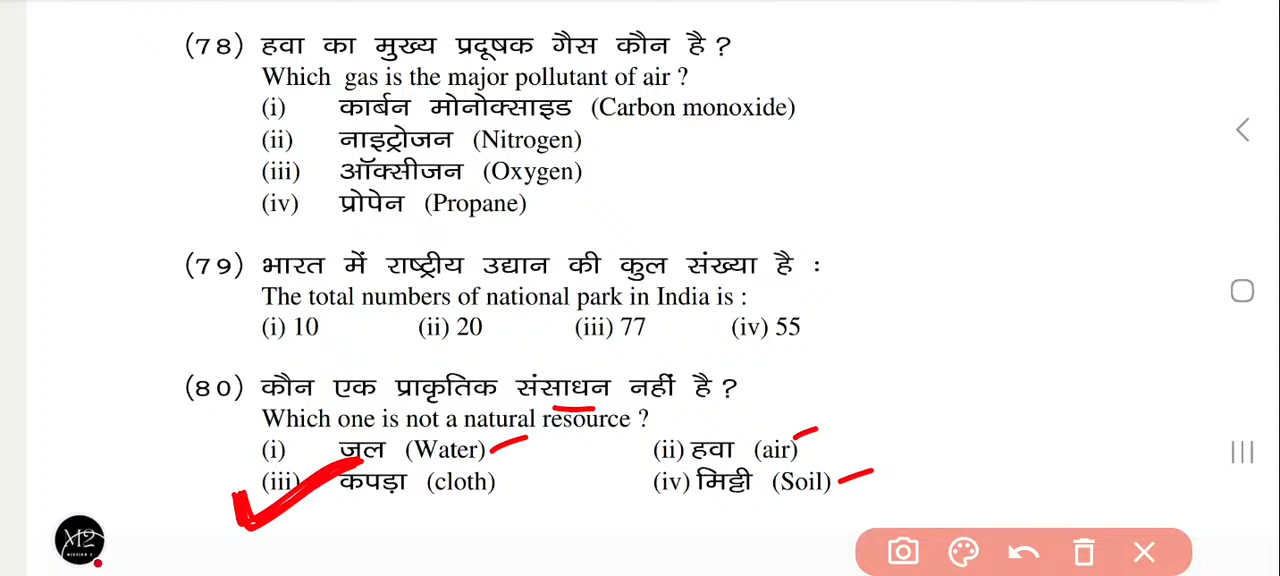 (78) हवा का मुख्य प्रदूषक गैस कौन है ?
Which gas is the major pollutant of air ?
(i) कार्बन मोनोक्साइड (Carbon monoxide)
(ii) नाइट्रोजन (Nitrogen)
(iii) ऑक्सीजन (Oxygen)
(iv) प्रोपेन (Propane)
(79) भारत में राष्ट्रीय उद्यान की कुल संख्या है :
The total numbers of national park in India is :
(i) 10 (ii) 20 (iii) 77 (iv) 55
(80) कौन एक प्राकृतिक संसाधन नहीं है ?
Which one is not a natural resource ?
(i) जल (Water) (ii) हवा (air)
(iii) कपड़ा (cloth) (iv) मिट्टी (Soil)